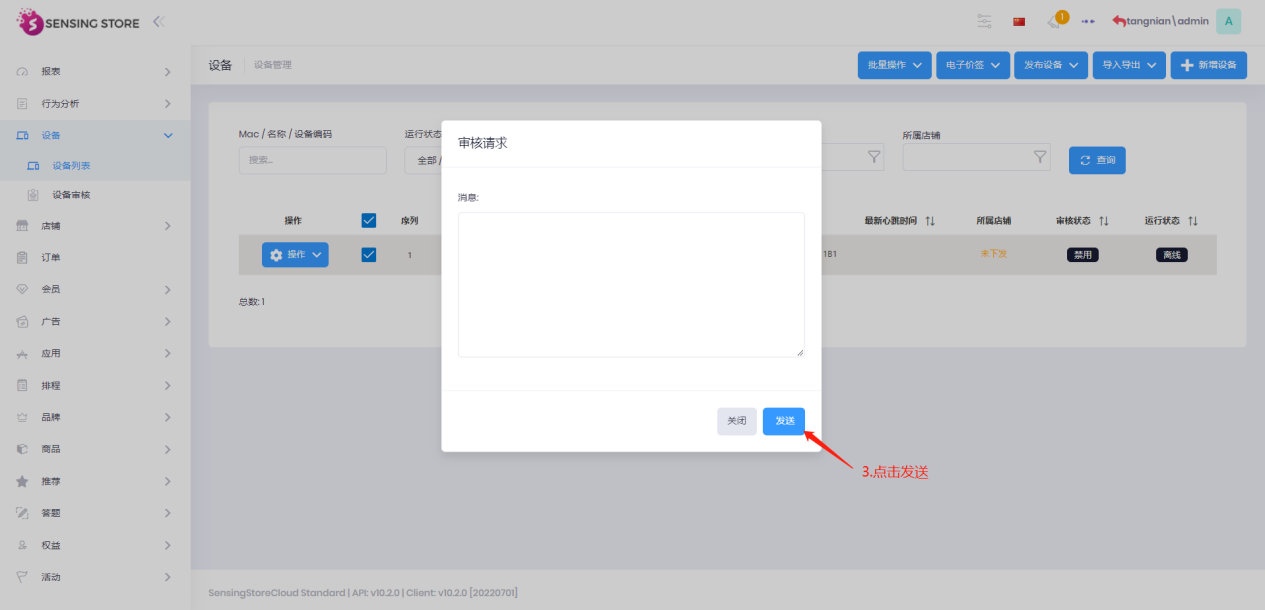 SENSING STORE
1
tangnian\admin
A
报表
行为分析
设备
设备列表
设备审核
店铺
订单
会员
广告
应用
排程
品牌
商品
推荐
答题
权益
活动
设备
设备管理
批量操作
电子价签
发布设备
导入导出
新增设备
Mac / 名称 / 设备编码
运行状态
所属店铺
搜索...
全部 /
查询
操作
序列
最新心跳时间
所属店铺
审核状态
运行状态
操作
1
181
未下发
禁用
离线
总数: 1
审核请求
消息:
关闭
发送
3.点击发送
SensingStoreCloud Standard | API: v10.2.0 | Client: v10.2.0 [20220701]